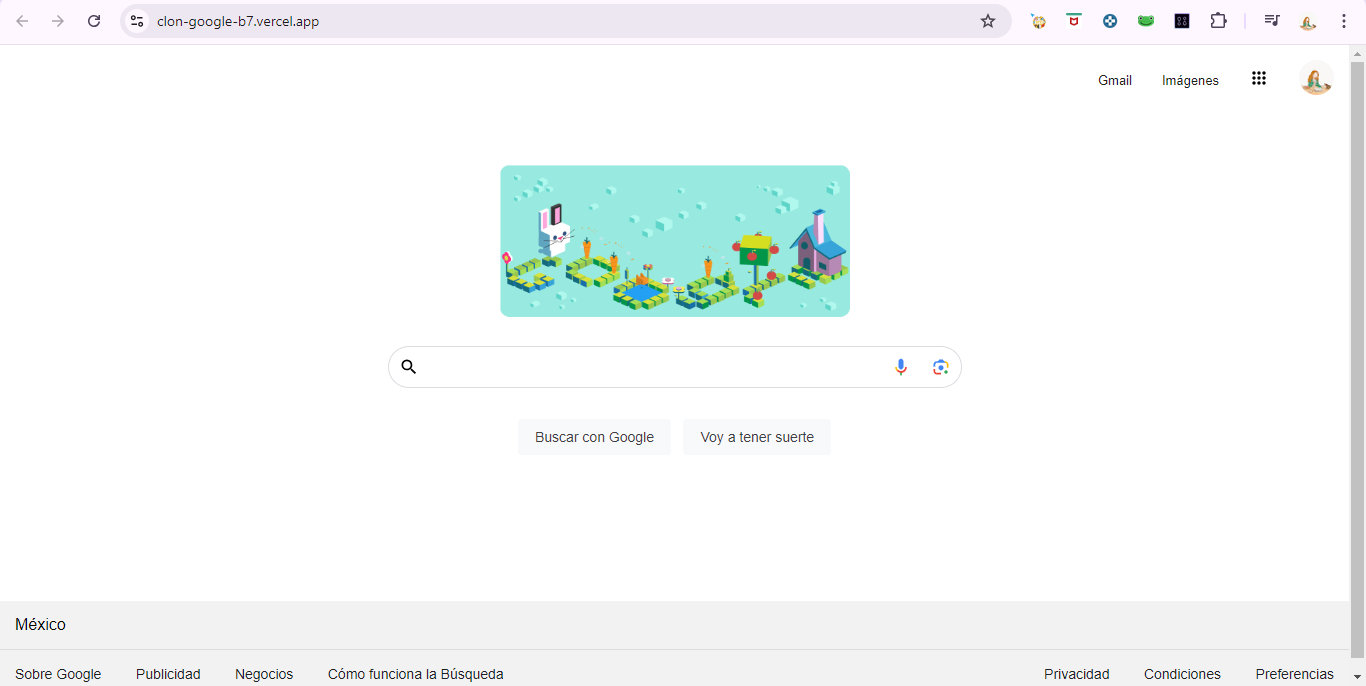 clon-google-b7.vercel.app
Gmail Imágenes
Buscar con Google Voy a tener suerte
México
Sobre Google Publicidad Negocios Cómo funciona la Búsqueda Privacidad Condiciones Preferencias